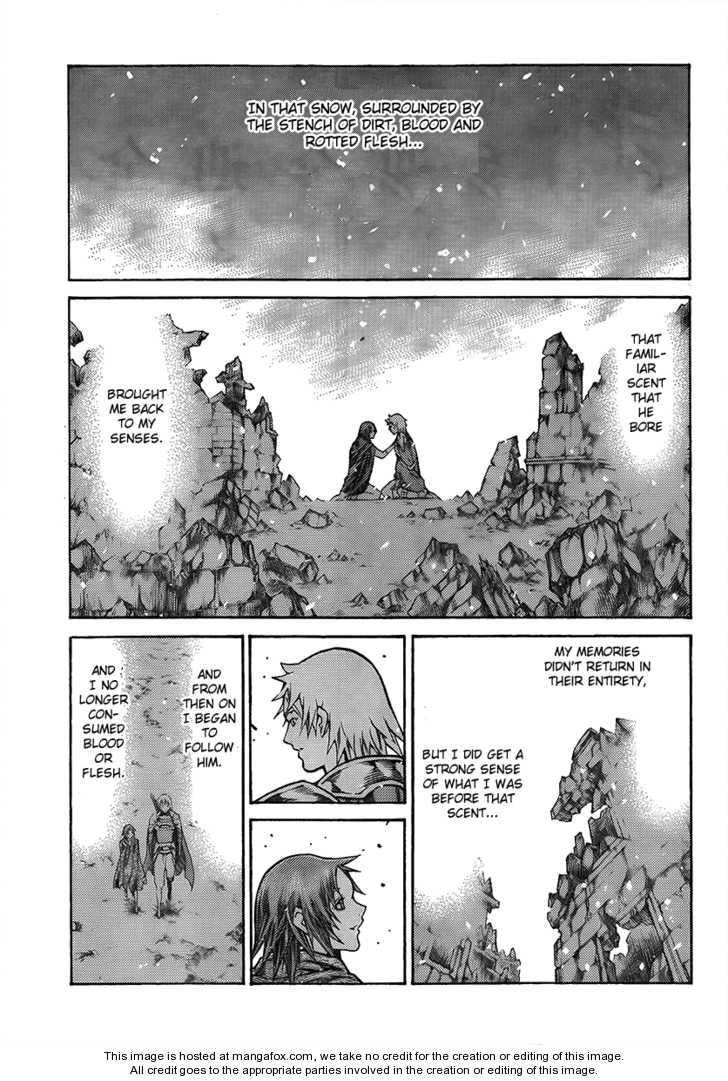 IN THAT SNOW, SURROUNDED BY
THE STENCH OF DIRT, BLOOD AND
ROTTED FLESH...
THAT
FAMIL-
IAR
SCENT
THAT
HE
BORE
BROUGHT
ME BACK
TO MY
SENSES.
MY MEMORIES
DIDN'T RETURN IN
THEIR ENTIRETY,
BUT I DID GET A
STRONG SENSE
OF WHAT I WAS
BEFORE THAT
SCENT...
AND
FROM
THEN ON
I BEGAN
TO
FOLLOW
HIM.
AND
I NO
LONGER
CON-
SUMED
BLOOD
OR
FLESH.
This image is hosted at mangafox.com, we take no credit for the creation or editing of this image.
All credit goes to the appropriate parties involved in the creation or editing of this image.